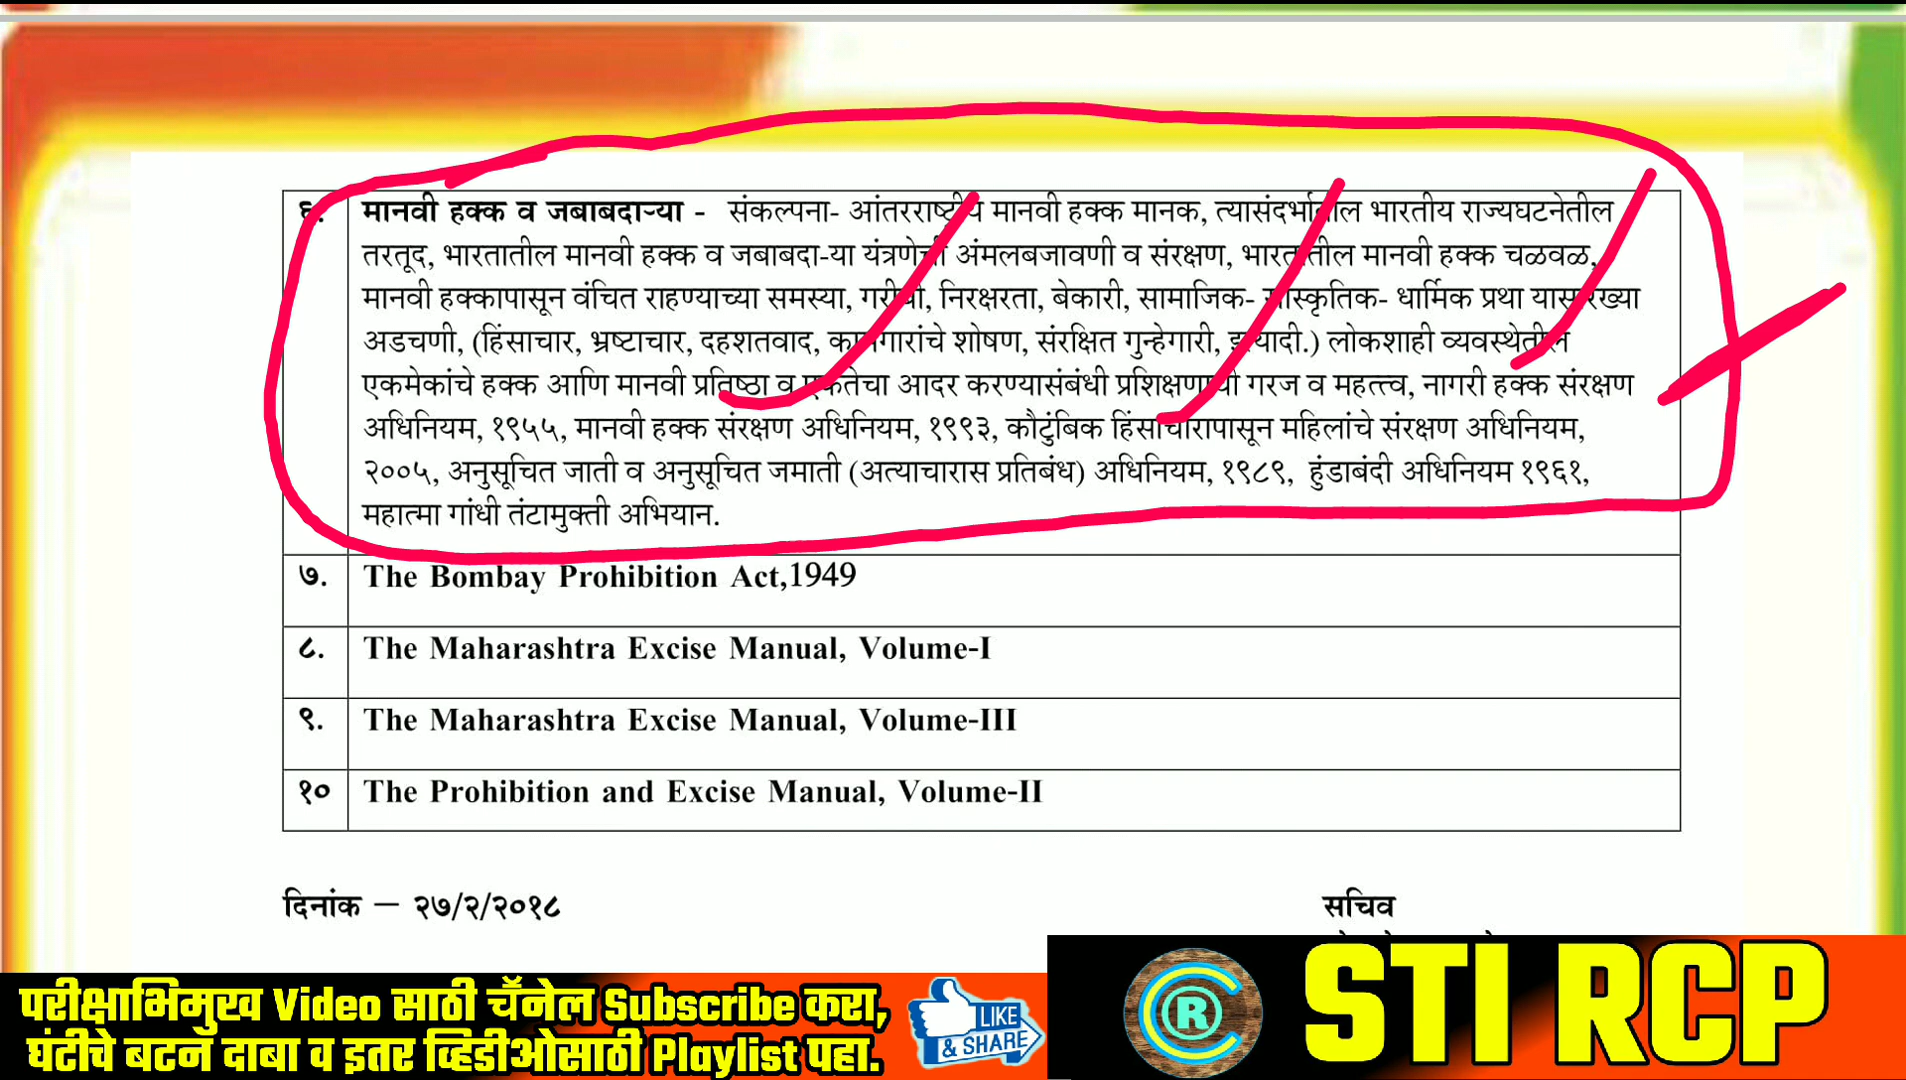 ६. मानवी हक्क व जबाबदाऱ्या - संकल्पना- आंतरराष्ट्रीय मानवी हक्क मानक, त्यासंदर्भातील भारतीय राज्यघटनेतील
तरतूद, भारतातील मानवी हक्क व जबाबदा-या यंत्रणेची अंमलबजावणी व संरक्षण, भारतातील मानवी हक्क चळवळ,
मानवी हक्कापासून वंचित राहण्याच्या समस्या, गरीबी, निरक्षरता, बेकारी, सामाजिक- सांस्कृतिक- धार्मिक प्रथा यासारख्या
अडचणी, (हिंसाचार, भ्रष्टाचार, दहशतवाद, कामगारांचे शोषण, संरक्षित गुन्हेगारी, इत्यादी.) लोकशाही व्यवस्थेतील
एकमेकांचे हक्क आणि मानवी प्रतिष्ठा व एकतेचा आदर करण्यासंबंधी प्रशिक्षणाची गरज व महत्त्व, नागरी हक्क संरक्षण
अधिनियम, १९५५, मानवी हक्क संरक्षण अधिनियम, १९९३, कौटुंबिक हिंसाचारापासून महिलांचे संरक्षण अधिनियम,
२००५, अनुसूचित जाती व अनुसूचित जमाती (अत्याचारास प्रतिबंध) अधिनियम, १९८९, हुंडाबंदी अधिनियम १९६१,
महात्मा गांधी तंटामुक्ती अभियान.
७. The Bombay Prohibition Act,1949
८. The Maharashtra Excise Manual, Volume-I
९. The Maharashtra Excise Manual, Volume-III
१० The Prohibition and Excise Manual, Volume-II
दिनांक – २७/२/२०१८ सचिव
परीक्षाभिमुख Video साठी चॅनेल Subscribe करा,
घंटीचे बटन दाबा व इतर व्हिडीओसाठी Playlist पहा.
LIKE
& SHARE
R
STI RCP